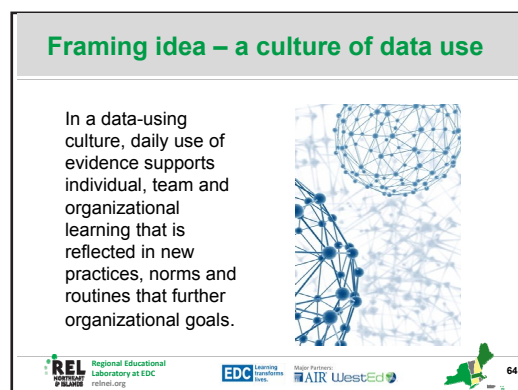 Framing idea – a culture of data use
In a data-using
culture, daily use of
evidence supports
individual, team and
organizational
learning that is
reflected in new
practices, norms and
routines that further
organizational goals.
REL
NORTHEAST
& ISLANDS
Regional Educational
Laboratory at EDC
relnei.org
EDC
Learning
transforms
lives.
Major Partners:
AIR WestEd
64